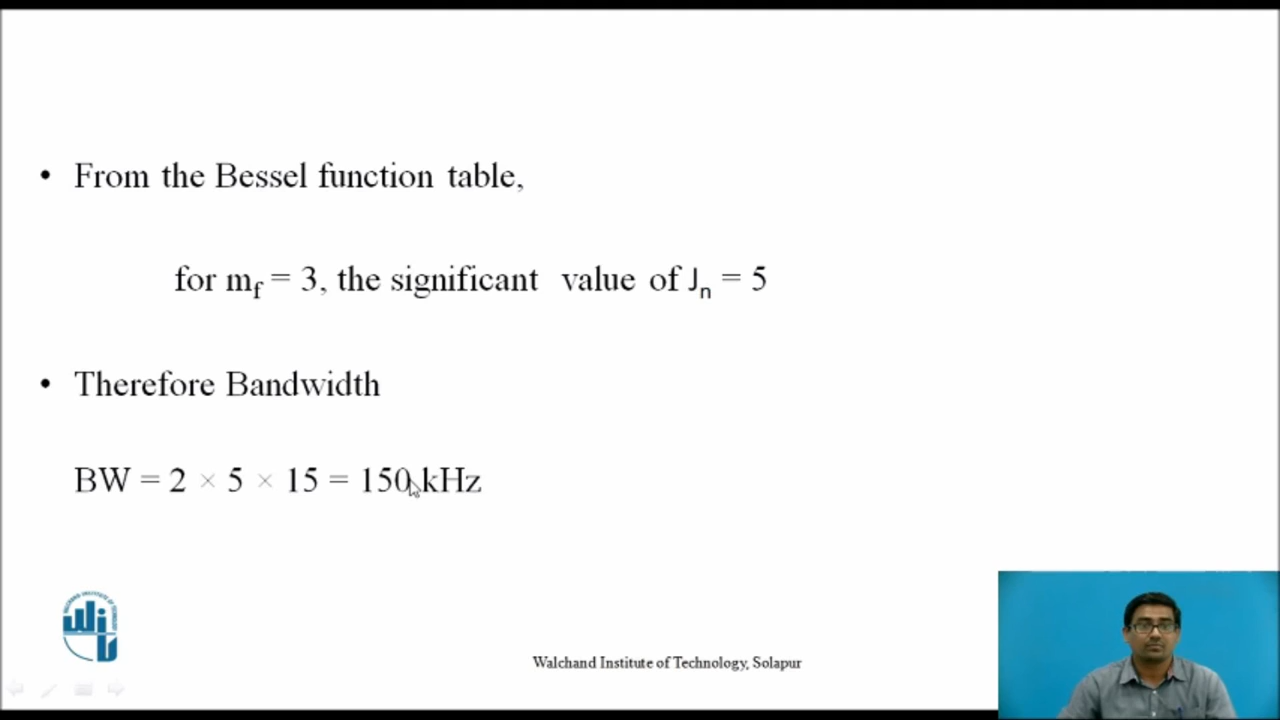 • From the Bessel function table,
for mf = 3, the significant value of Jn = 5
• Therefore Bandwidth
BW = 2 × 5 × 15 = 150 kHz
Walchand Institute of Technology, Solapur